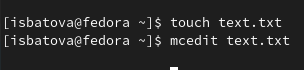 [isbatova@fedora ~]$ touch text.txt
[isbatova@fedora ~]$ mcedit text.txt